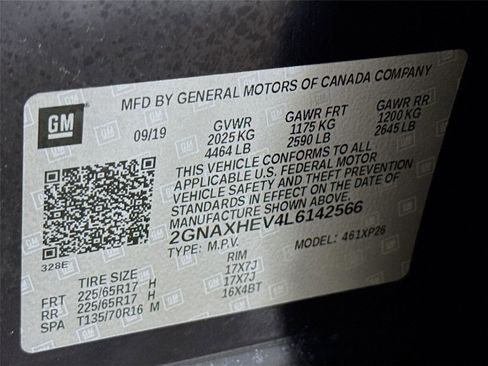 MFD BY GENERAL MOTORS OF CANADA COMPANY
GM
09/19 GVWR GAWR FRT GAWR RR
2025 KG 1175 KG 1200 KG
4464 LB 2590 LB 2645 LB
THIS VEHICLE CONFORMS TO ALL
APPLICABLE U.S. FEDERAL MOTOR
VEHICLE SAFETY AND THEFT PREVENTION
STANDARDS IN EFFECT ON THE DATE OF
MANUFACTURE SHOWN ABOVE.
2GNAXHEV4L6142566
TYPE: M.P.V. MODEL: 461XP26
328E
TIRE SIZE RIM
FRT 225/65R17 H 17X7J
RR 225/65R17 H 17X7J
SPA T135/70R16 M 16X4BT